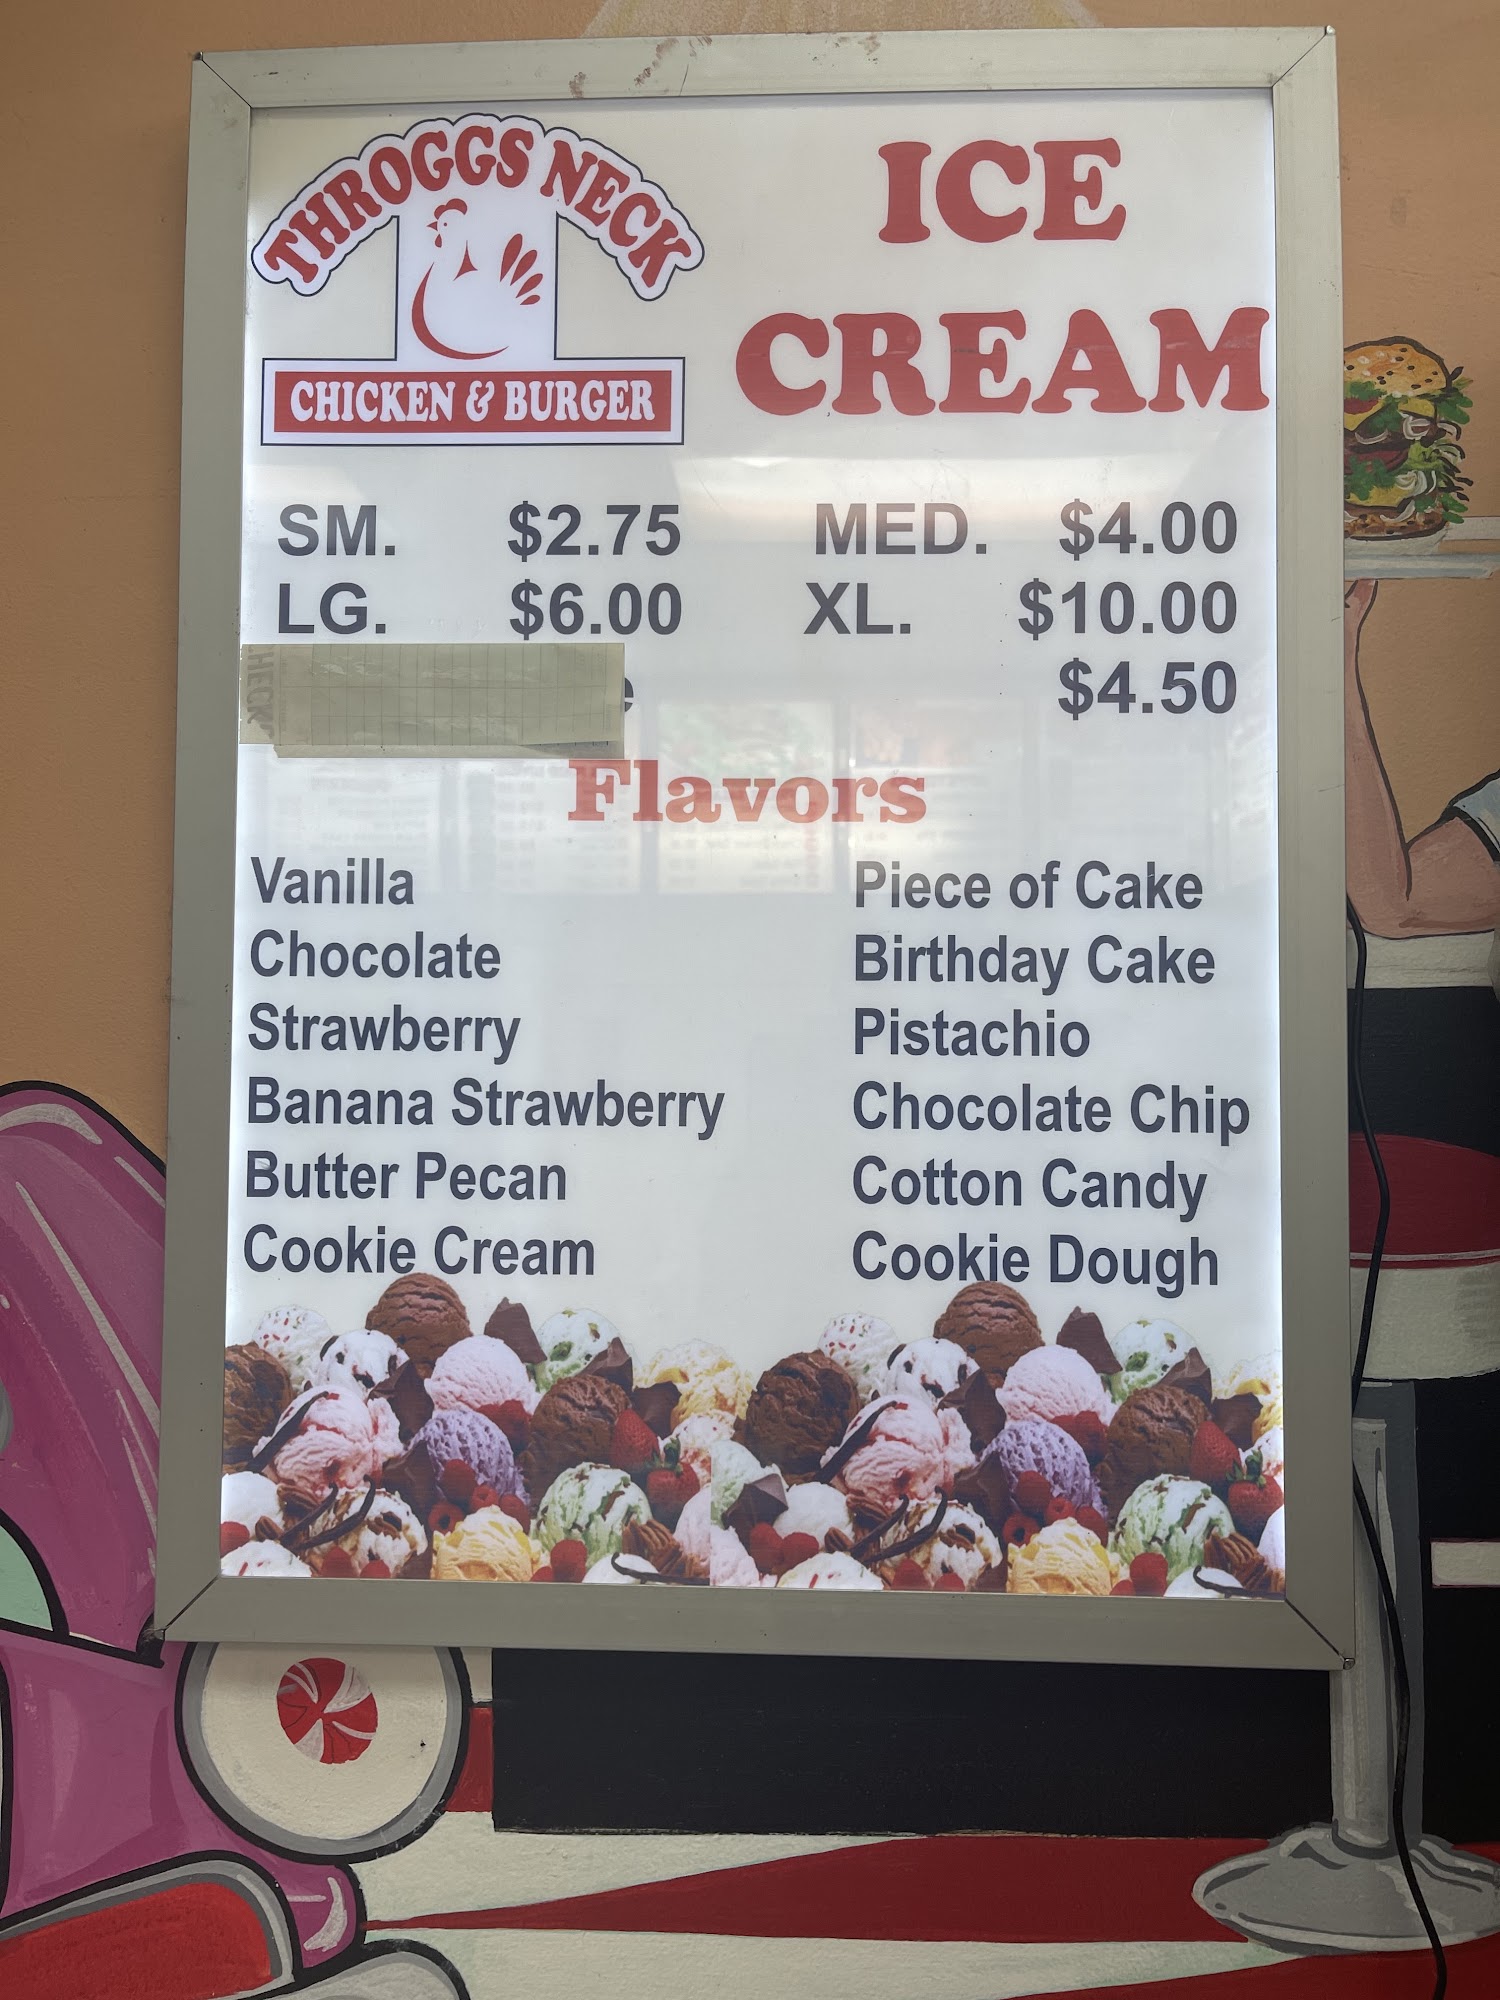 THROGGS NECK
CHICKEN & BURGER
ICE
CREAM
SM. $2.75 MED. $4.00
LG. $6.00 XL. $10.00
$4.50
Flavors
Vanilla
Chocolate
Strawberry
Banana Strawberry
Butter Pecan
Cookie Cream
Piece of Cake
Birthday Cake
Pistachio
Chocolate Chip
Cotton Candy
Cookie Dough